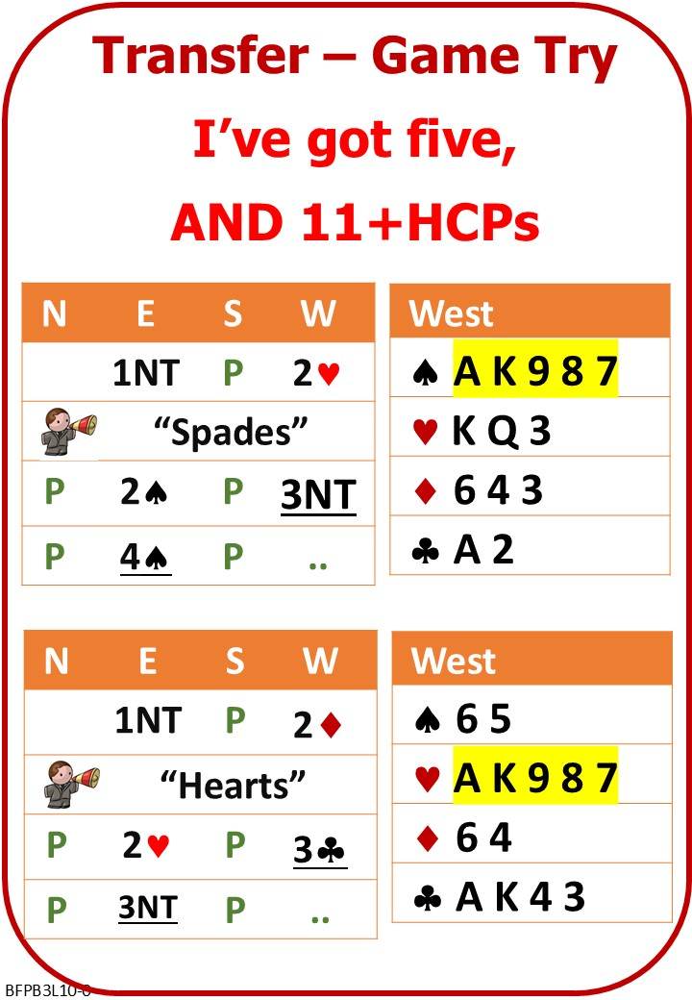 Transfer – Game Try
I’ve got five,
AND 11+HCPs
N E S W
1NT P 2♥
“Spades”
P 2♠ P 3NT
P 4♠ P ..
West
♠ A K 9 8 7
♥ K Q 3
♦ 6 4 3
♣ A 2
N E S W
1NT P 2♦
“Hearts”
P 2♥ P 3♣
P 3NT P ..
West
♠ 6 5
♥ A K 9 8 7
♦ 6 4
♣ A K 4 3